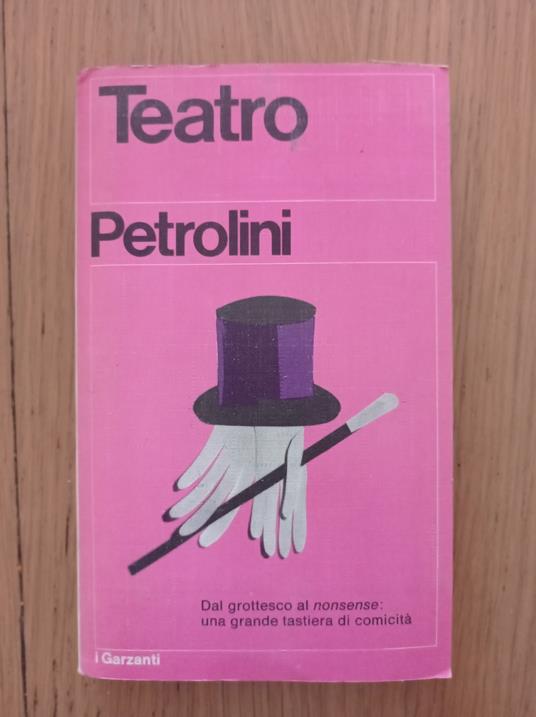 Teatro
Petrolini
Dal grottesco al nonsense:
una grande tastiera di comicità
i Garzanti